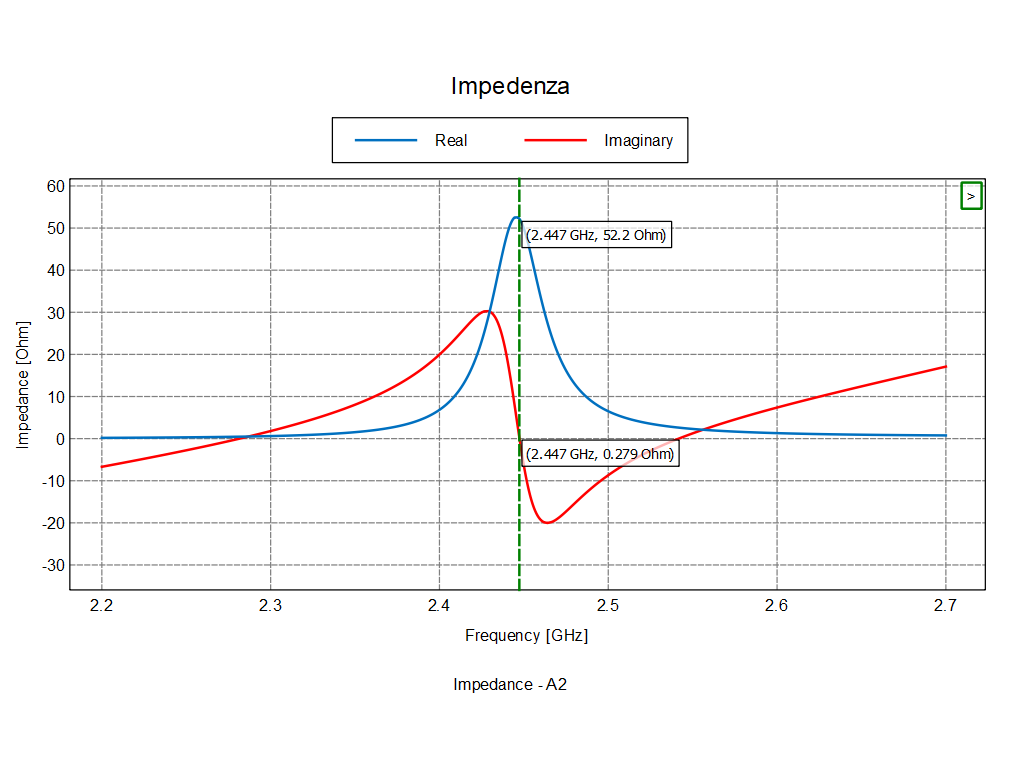 Impedenza
Real Imaginary
>
60
50
40
30
20
10
0
-10
-20
-30
Impedance [Ohm]
(2.447 GHz, 52.2 Ohm)
(2.447 GHz, 0.279 Ohm)
2.2 2.3 2.4 2.5 2.6 2.7
Frequency [GHz]
Impedance - A2